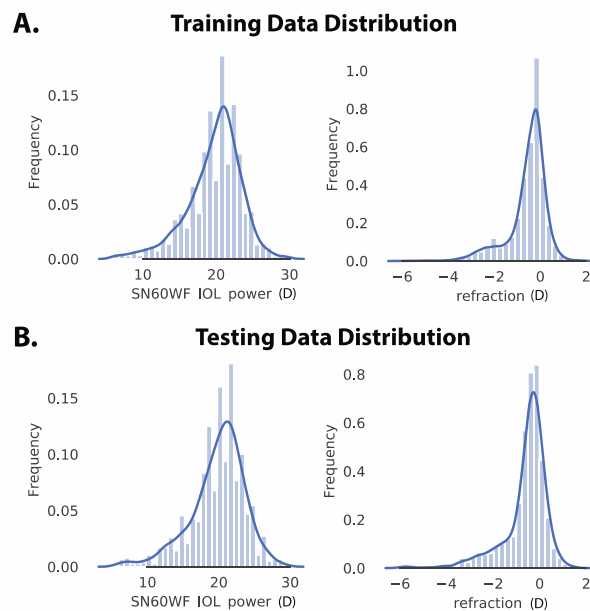 A. Training Data Distribution
Frequency
0.15
0.10
0.05
0.00
10 20 30
SN60WF IOL power (D)
Frequency
1.0
0.8
0.6
0.4
0.2
0.0
−6 −4 −2 0 2
refraction (D)
B. Testing Data Distribution
Frequency
0.15
0.10
0.05
0.00
10 20 30
SN60WF IOL power (D)
Frequency
0.8
0.6
0.4
0.2
0.0
−6 −4 −2 0 2
refraction (D)